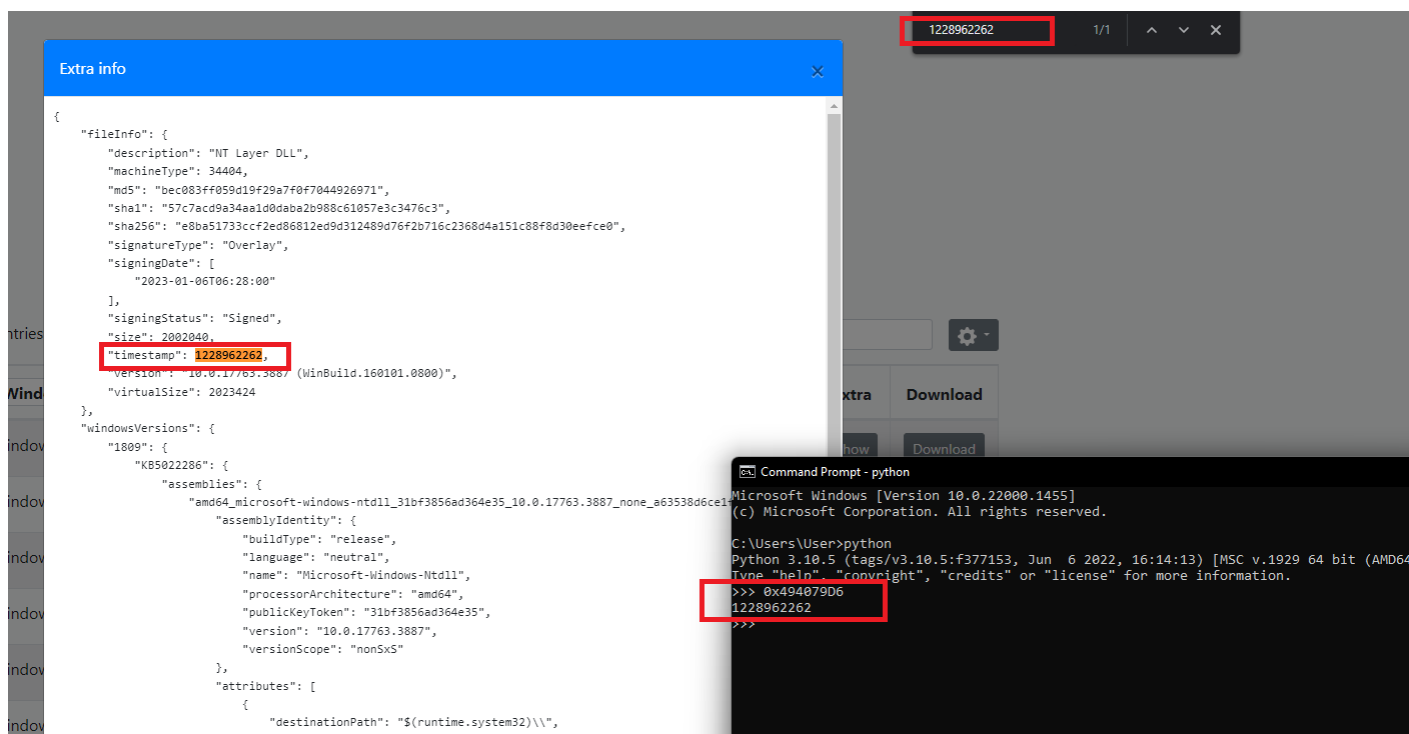 1228962262 1/1
Extra info
{
"fileInfo": {
"description": "NT Layer DLL",
"machineType": 34404,
"md5": "bec083ff059d19f29a7f0f7044926971",
"sha1": "57c7acd9a34aa1d0daba2b988c61057e3c3476c3",
"sha256": "e8ba51733ccf2ed86812ed9d312489d76f2b716c2368d4a151c88f8d30eefce0",
"signatureType": "Overlay",
"signingDate": [
"2023-01-06T06:28:00"
],
"signingStatus": "Signed",
"size": 2002040,
"timestamp": 1228962262,
"version": "10.0.17763.3887 (WinBuild.160101.0800)",
"virtualSize": 2023424
},
"windowsVersions": {
"1809": {
"KB5022286": {
"assemblies": {
"amd64_microsoft-windows-ntdll_31bf3856ad364e35_10.0.17763.3887_none_a63538d6ce1
"assemblyIdentity": {
"buildType": "release",
"language": "neutral",
"name": "Microsoft-Windows-Ntdll",
"processorArchitecture": "amd64",
"publicKeyToken": "31bf3856ad364e35",
"version": "10.0.17763.3887",
"versionScope": "nonSxS"
},
"attributes": [
{
"destinationPath": "$(runtime.system32)\\",
ntries
Wind
indow
indow
indow
indow
indow
indow
xtra Download
how Download
Command Prompt - python
Microsoft Windows [Version 10.0.22000.1455]
(c) Microsoft Corporation. All rights reserved.
C:\Users\User>python
Python 3.10.5 (tags/v3.10.5:f377153, Jun 6 2022, 16:14:13) [MSC v.1929 64 bit (AMD64
Type "help", "copyright", "credits" or "license" for more information.
>>> 0x494079D6
1228962262
>>>